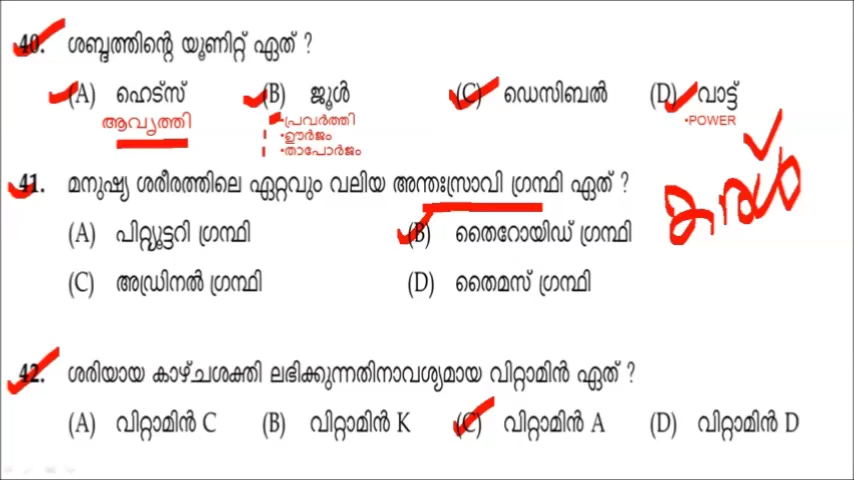 40. ശബ്ദത്തിന്റെ യൂണിറ്റ് ഏത് ?
(A) ഹെട്സ് (B) ജൂൾ (C) ഡെസിബൽ (D) വാട്ട്
ആവൃത്തി •പ്രവർത്തി •POWER
•ഊർജം
•താപോർജം
41. മനുഷ്യ ശരീരത്തിലെ ഏറ്റവും വലിയ അന്തഃസ്രാവി ഗ്രന്ഥി ഏത് ?
കരൾ
(A) പിറ്റ്യൂട്ടറി ഗ്രന്ഥി (B) തൈറോയിഡ് ഗ്രന്ഥി
(C) അഡ്രിനൽ ഗ്രന്ഥി (D) തൈമസ് ഗ്രന്ഥി
42. ശരിയായ കാഴ്ചശക്തി ലഭിക്കുന്നതിനാവശ്യമായ വിറ്റാമിൻ ഏത് ?
(A) വിറ്റാമിൻ C (B) വിറ്റാമിൻ K (C) വിറ്റാമിൻ A (D) വിറ്റാമിൻ D